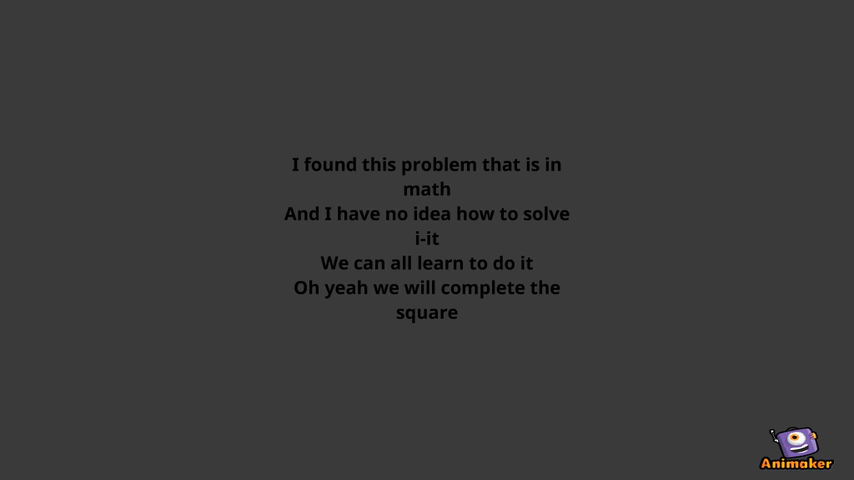 I found this problem that is in
math
And I have no idea how to solve
i-it
We can all learn to do it
Oh yeah we will complete the
square
Animaker